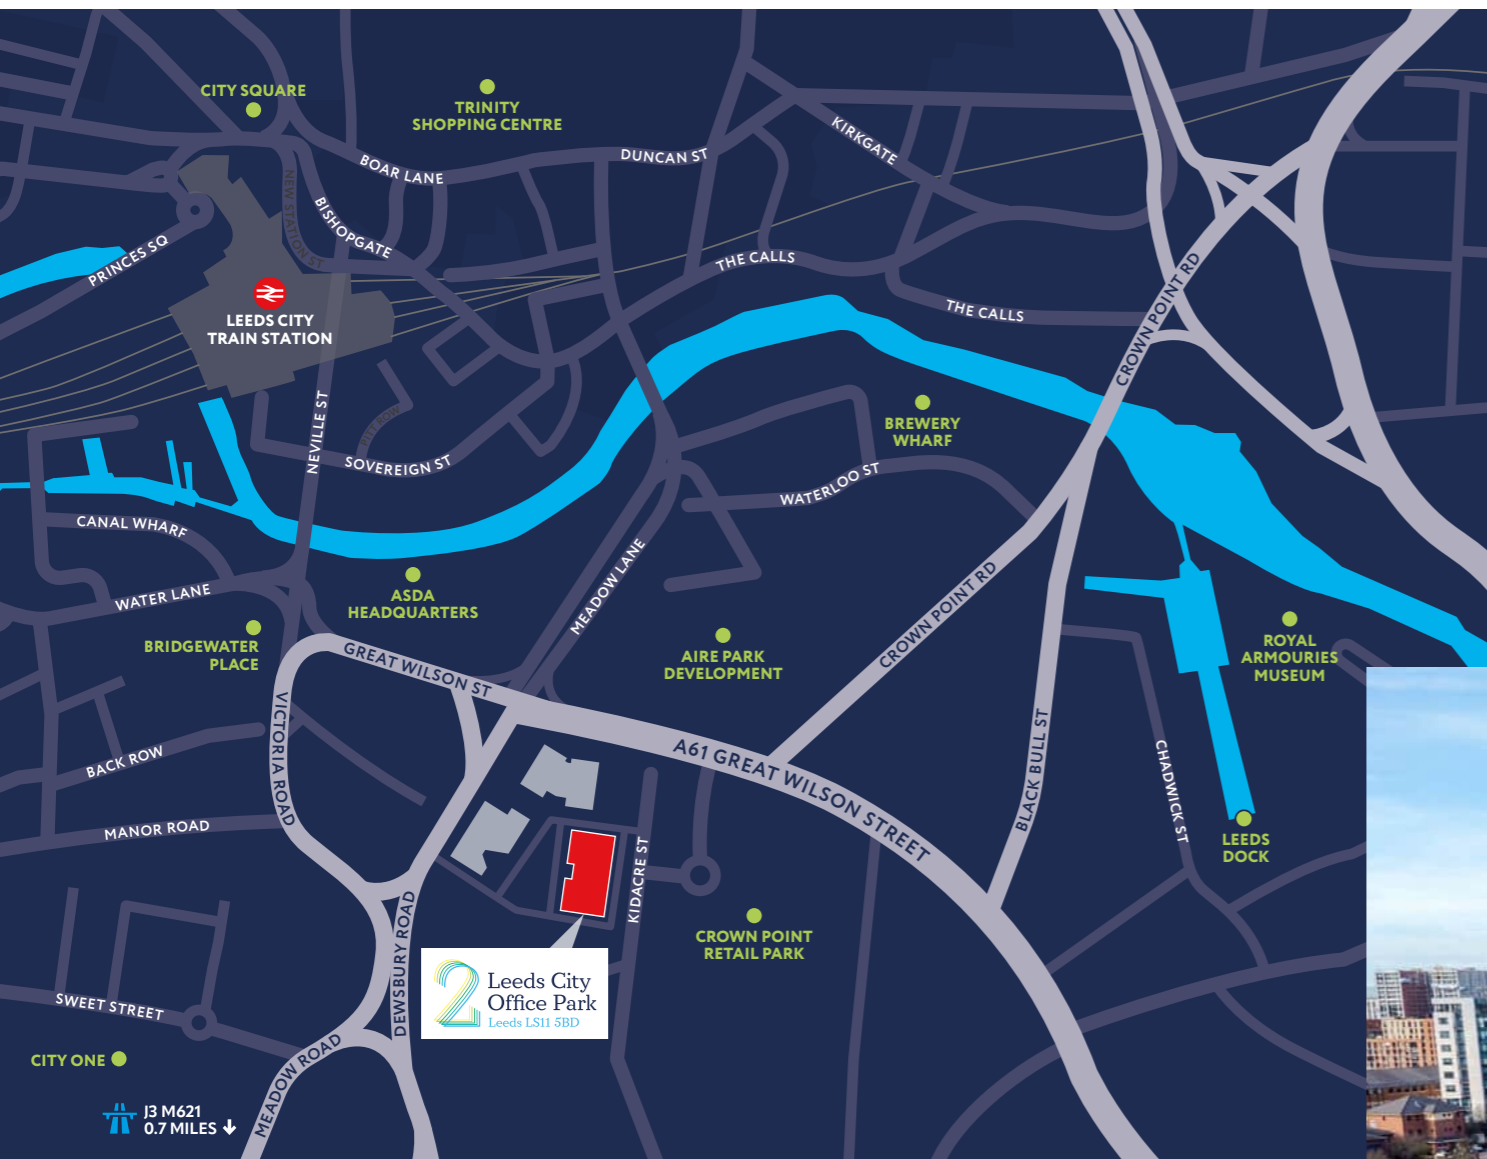 CITY SQUARE
TRINITY
SHOPPING CENTRE
KIRKGATE
DUNCAN ST
BOAR LANE
NEW STATION ST
BISHOPGATE
PRINCES SQ
THE CALLS
CROWN POINT RD
LEEDS CITY
TRAIN STATION
THE CALLS
NEVILLE ST
PITT ROW
BREWERY
WHARF
SOVEREIGN ST
WATERLOO ST
CANAL WHARF
MEADOW LANE
ASDA
HEADQUARTERS
WATER LANE
CROWN POINT RD
BRIDGEWATER
PLACE
GREAT WILSON ST
AIRE PARK
DEVELOPMENT
ROYAL
ARMOURIES
MUSEUM
VICTORIA ROAD
BACK ROW
A61 GREAT WILSON STREET
BLACK BULL ST
CHADWICK ST
MANOR ROAD
LEEDS
DOCK
KIDACRE ST
DEWSBURY ROAD
CROWN POINT
RETAIL PARK
2 Leeds City
Office Park
Leeds LS11 5BD
SWEET STREET
CITY ONE
MEADOW ROAD
J3 M621
0.7 MILES ↓